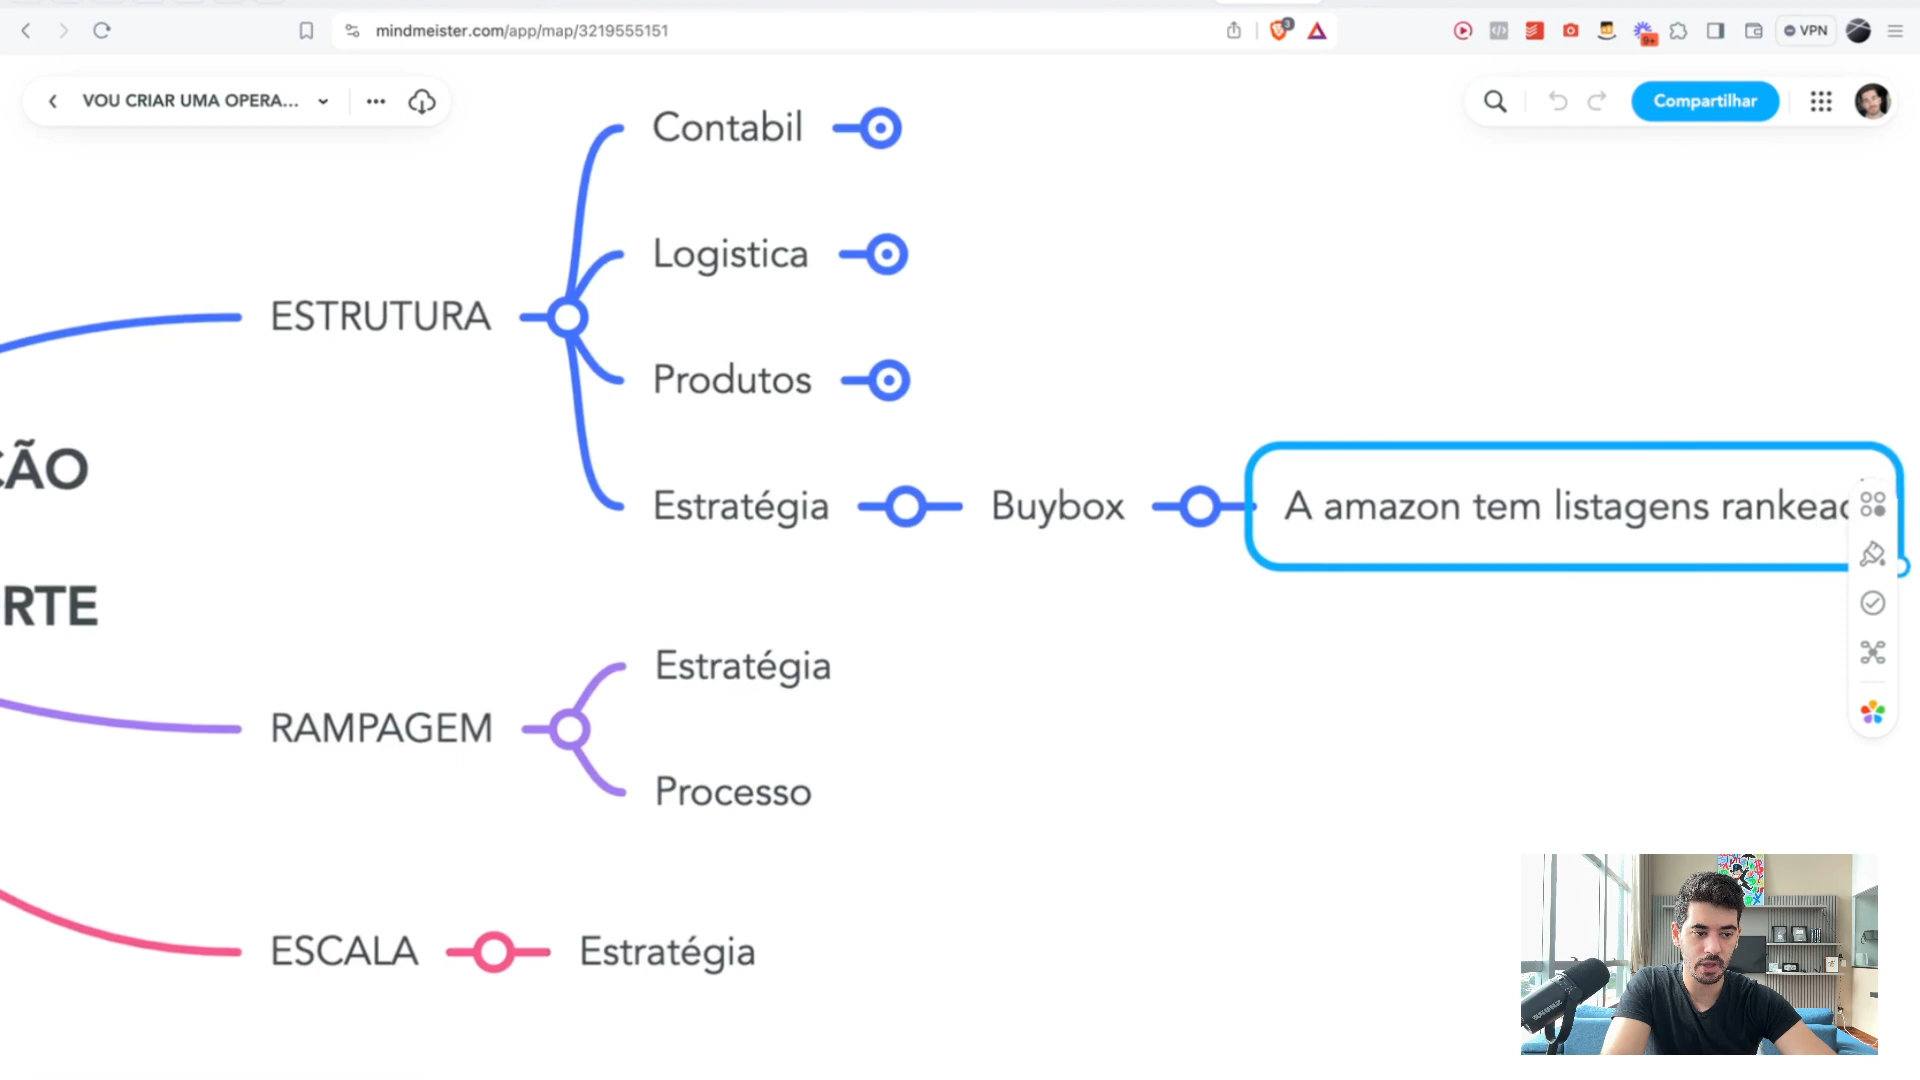 mindmeister.com/app/map/3219555151
VPN
VOU CRIAR UMA OPERA...
Compartilhar
Contabil
Logistica
ESTRUTURA
Produtos
ÇÃO
Estratégia
Buybox
A amazon tem listagens rankead
RTE
Estratégia
RAMPAGEM
Processo
ESCALA
Estratégia